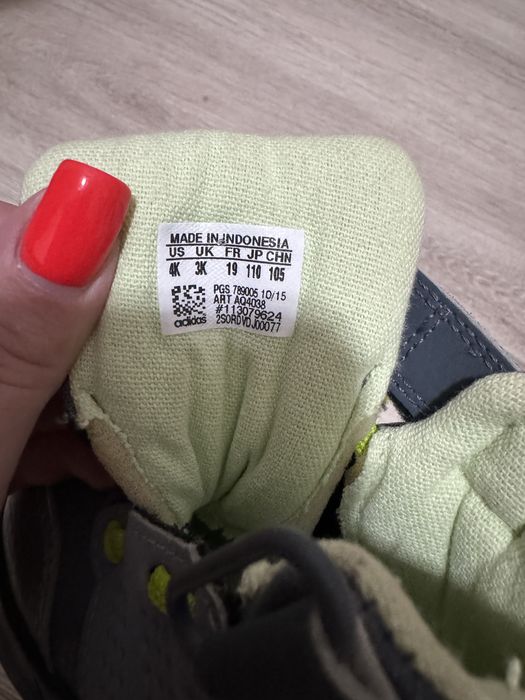 MADE IN INDONESIA
US UK FR JP CHN
4K 3K 19 110 105
PGS 789005 10/15
ART AQ4038
#113079624
adidas 2S0RDVDJ00077